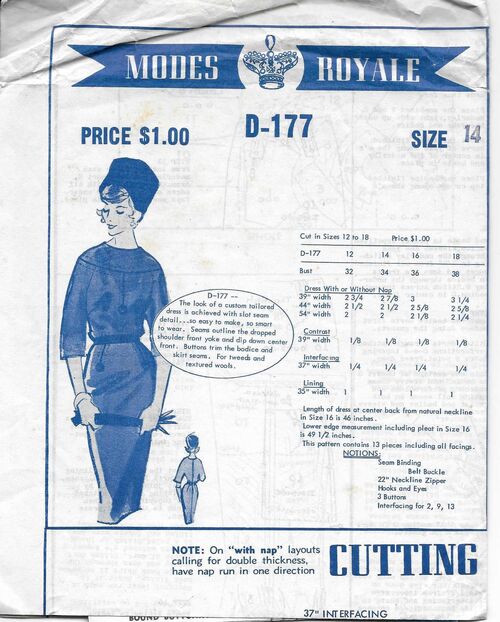 MODES ROYALE
PRICE $1.00
D-177
SIZE 14
D-177 --
The look of a custom tailored
dress is achieved with slot seam
detail...so easy to make, so smart
to wear. Seams outline the dropped
shoulder front yoke and dip down center
front. Buttons trim the bodice and
skirt seams. For tweeds and
textured wools.
Cut in Sizes 12 to 18 Price $1.00
D-177 12 14 16 18
Bust 32 34 36 38
Dress With or Without Nap
39" width 2 3/4 2 7/8 3 3 1/4
44" width 2 1/2 2 1/2 2 5/8 2 5/8
54" width 2 2 2 1/8 2 1/4
Contrast
39" width 1/8 1/8 1/8 1/8
Interfacing
37" width 1/4 1/4 1/4 1/4
Lining
35" width 1 1 1 1
Length of dress at center back from natural neckline
in Size 16 is 46 inches.
Lower edge measurement including pleat in Size 16
is 49 1/2 inches.
This pattern contains 13 pieces including all facings.
NOTIONS:
Seam Binding
Belt Buckle
22" Neckline Zipper
Hooks and Eyes
3 Buttons
Interfacing for 2, 9, 13
NOTE: On "with nap" layouts
calling for double thickness,
have nap run in one direction
CUTTING
37" INTERFACING